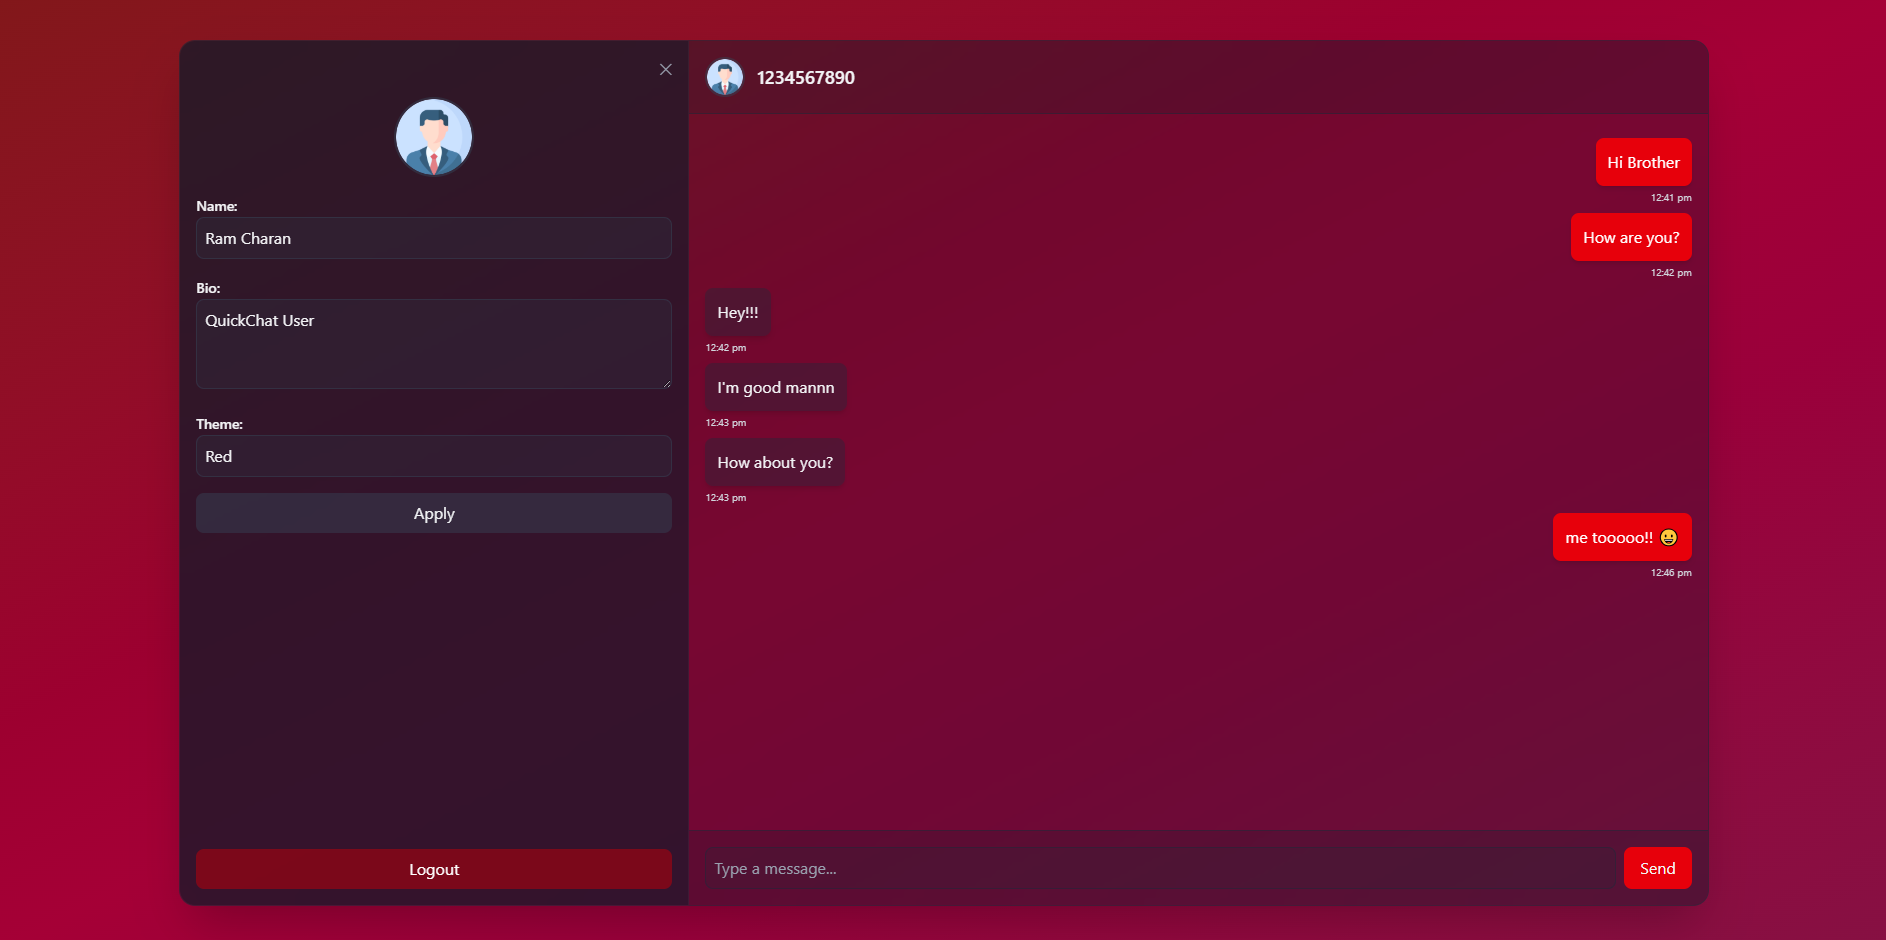 Name:
Ram Charan
Bio:
QuickChat User
Theme:
Red
Apply
Logout
1234567890
Hi Brother
12:41 pm
How are you?
12:42 pm
Hey!!!
12:42 pm
I'm good mannn
12:43 pm
How about you?
12:43 pm
me tooooo!! 😀
12:46 pm
Type a message...
Send